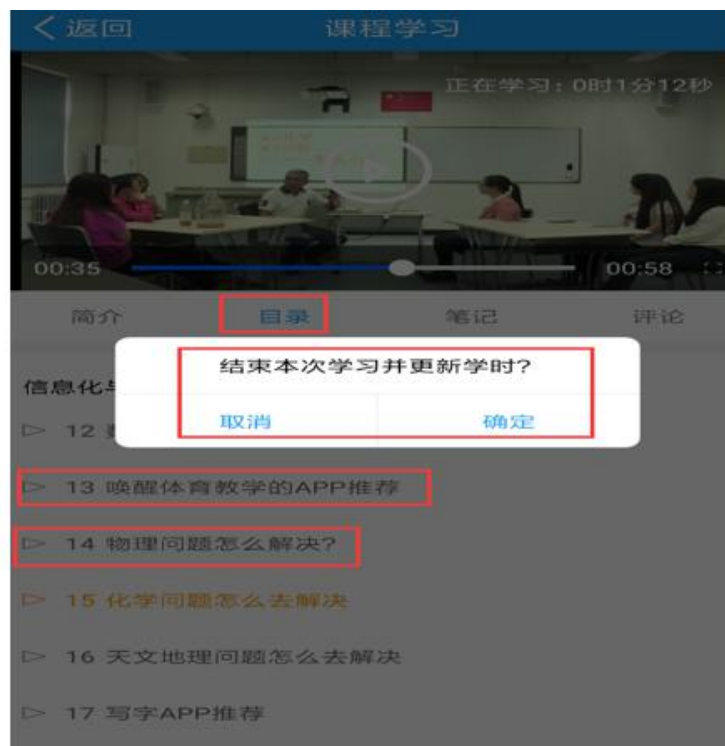 返回 课程学习
正在学习：0时1分12秒
00:35 00:58
简介 目录 笔记 评论
结束本次学习并更新学时?
信息化与
取消 确定
12
13 唤醒体育教学的APP推荐
14 物理问题怎么解决?
15 化学问题怎么去解决
16 天文地理问题怎么去解决
17 写字APP推荐